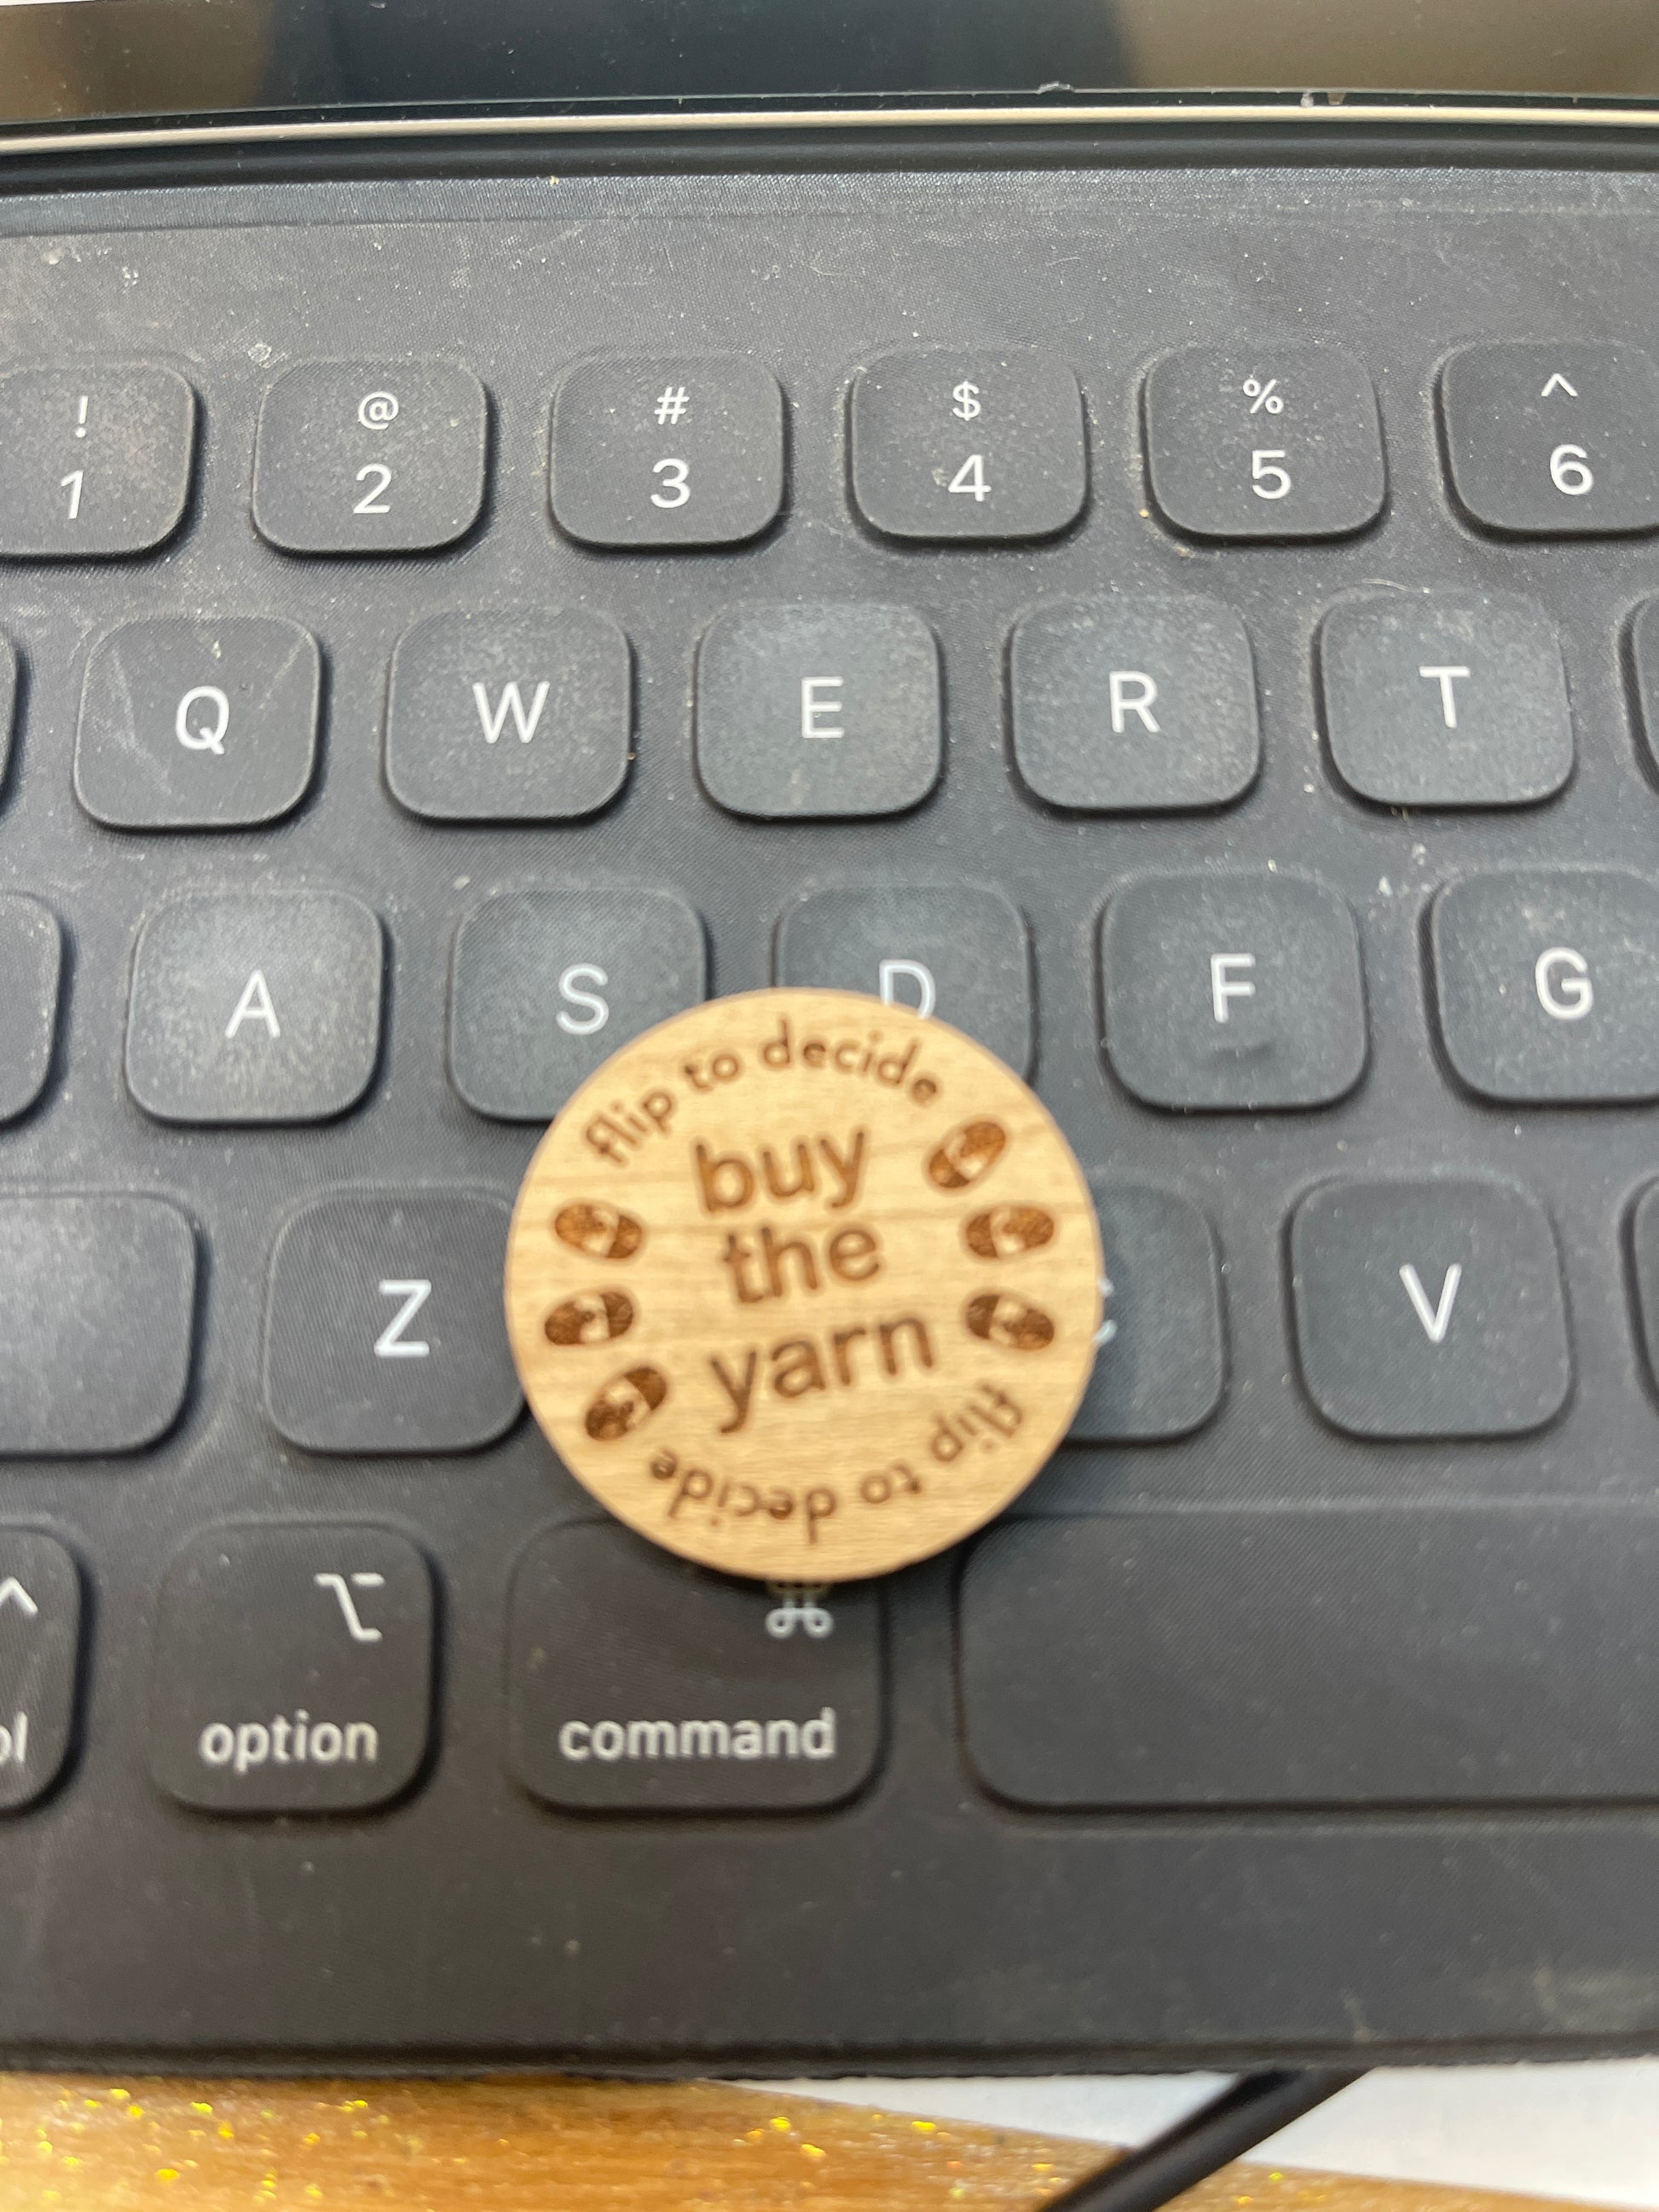 ! @ # $ % ^
1 2 3 4 5 6
Q W E R T
A S D F G
flip to decide
buy
the
yarn
flip to decide
Z V
⌥ ⌘
option command